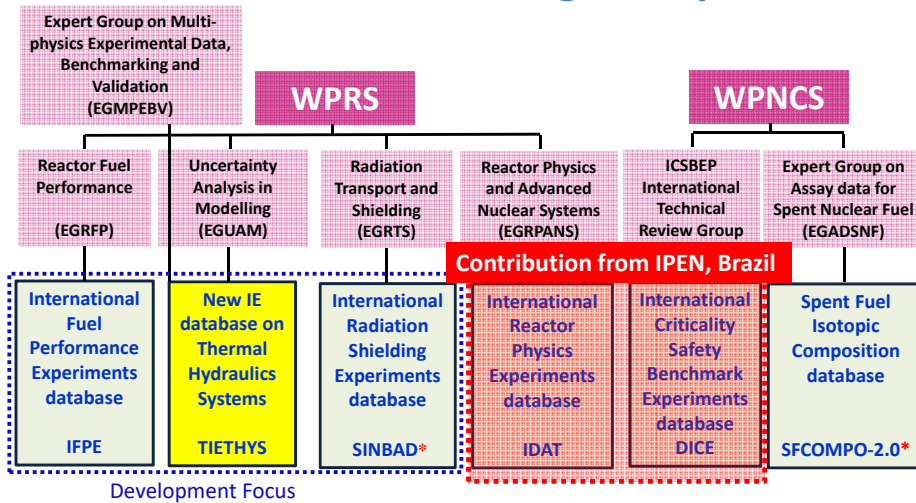 Expert Group on Multi-
physics Experimental Data,
Benchmarking and
Validation
(EGMPEBV)
WPRS
WPNCS
Reactor Fuel
Performance
(EGRFP)
Uncertainty
Analysis in
Modelling
(EGUAM)
Radiation
Transport and
Shielding
(EGRTS)
Reactor Physics
and Advanced
Nuclear Systems
(EGRPANS)
ICSBEP
International
Technical
Review Group
Expert Group on
Assay data for
Spent Nuclear Fuel
(EGADSNF)
Contribution from IPEN, Brazil
International
Fuel
Performance
Experiments
database
IFPE
New IE
database on
Thermal
Hydraulics
Systems
TIETHYS
International
Radiation
Shielding
Experiments
database
SINBAD*
International
Reactor
Physics
Experiments
database
IDAT
International
Criticality
Safety
Benchmark
Experiments
database
DICE
Spent Fuel
Isotopic
Composition
database
SFCOMPO-2.0*
Development Focus